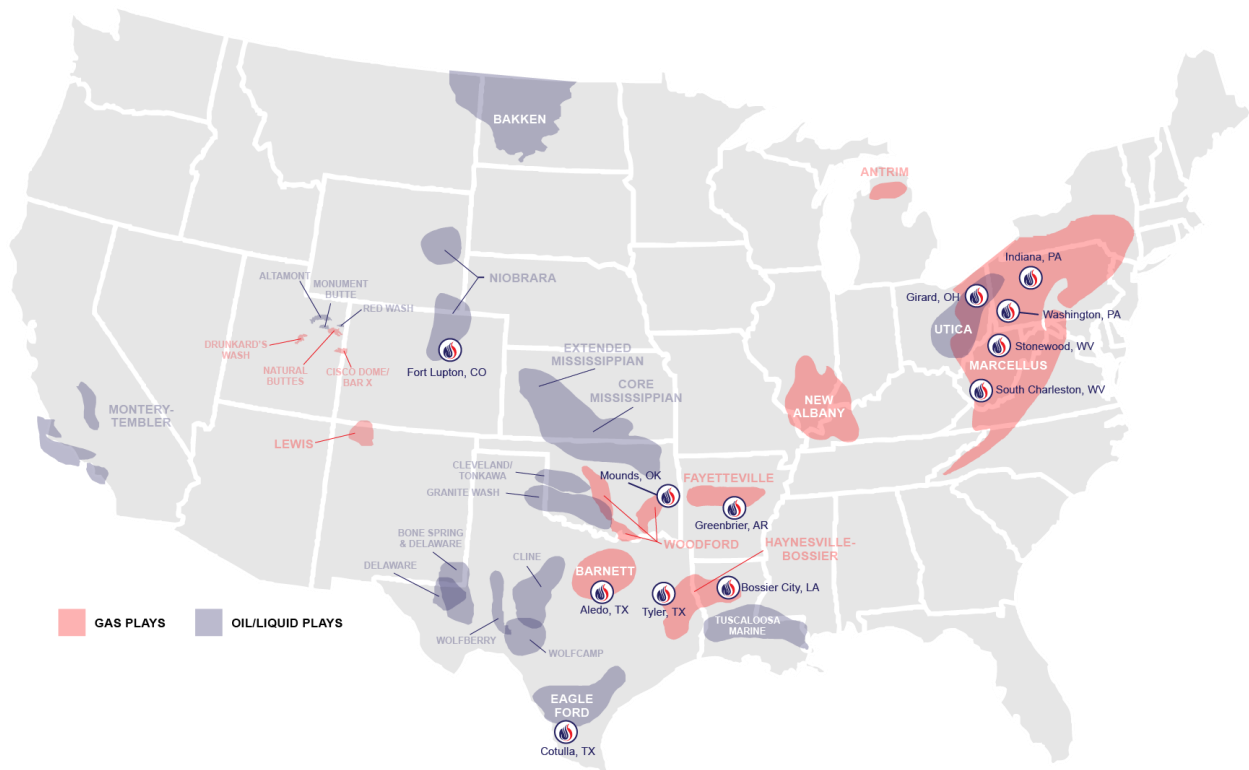 BAKKEN
ANTRIM
NIOBRARA
ALTAMONT
MONUMENT
BUTTE
RED WASH
DRUNKARD'S
WASH
NATURAL
BUTTES
CISCO DOME/
BAR X
Fort Lupton, CO
Indiana, PA
Girard, OH
Washington, PA
UTICA
Stonewood, WV
MARCELLUS
South Charleston, WV
EXTENDED
MISSISSIPPIAN
CORE
MISSISSIPPIAN
NEW
ALBANY
MONTERY-
TEMBLER
LEWIS
CLEVELAND/
TONKAWA
GRANITE WASH
Mounds, OK
FAYETTEVILLE
Greenbrier, AR
WOODFORD
HAYNESVILLE-
BOSSIER
BONE SPRING
& DELAWARE
DELAWARE
CLINE
BARNETT
Aledo, TX
Tyler, TX
Bossier City, LA
TUSCALOOSA
MARINE
WOLFBERRY
WOLFCAMP
GAS PLAYS
OIL/LIQUID PLAYS
EAGLE
FORD
Cotulla, TX